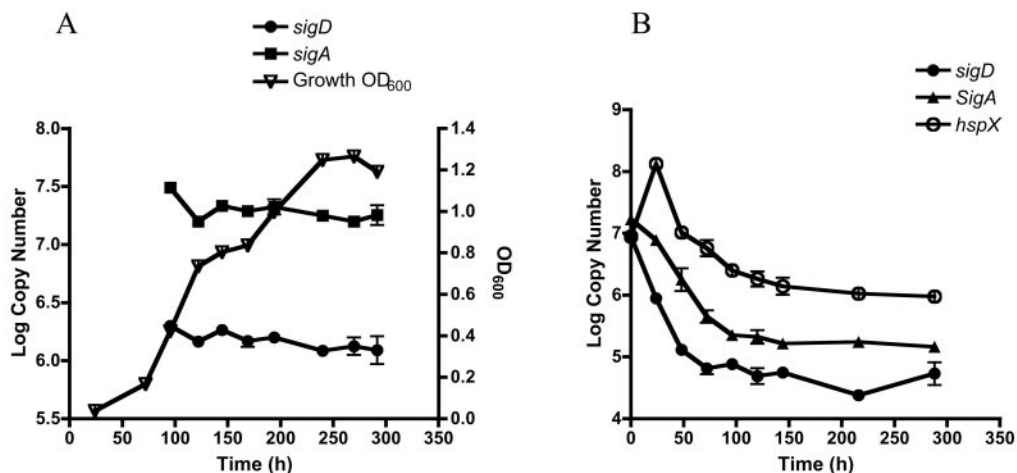 A
sigD
sigA
Growth OD600
8.0
7.5
7.0
6.5
6.0
5.5
Log Copy Number
1.4
1.2
1.0
0.8
0.6
0.4
0.2
0.0
OD600
0 50 100 150 200 250 300 350
Time (h)
B
sigD
SigA
hspX
9
8
7
6
5
4
Log Copy Number
0 50 100 150 200 250 300 350
Time (h)